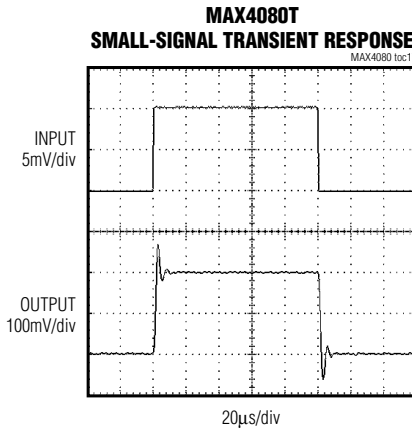 MAX4080T
SMALL-SIGNAL TRANSIENT RESPONSE
MAX4080 toc1
INPUT
5mV/div
OUTPUT
100mV/div
20μs/div